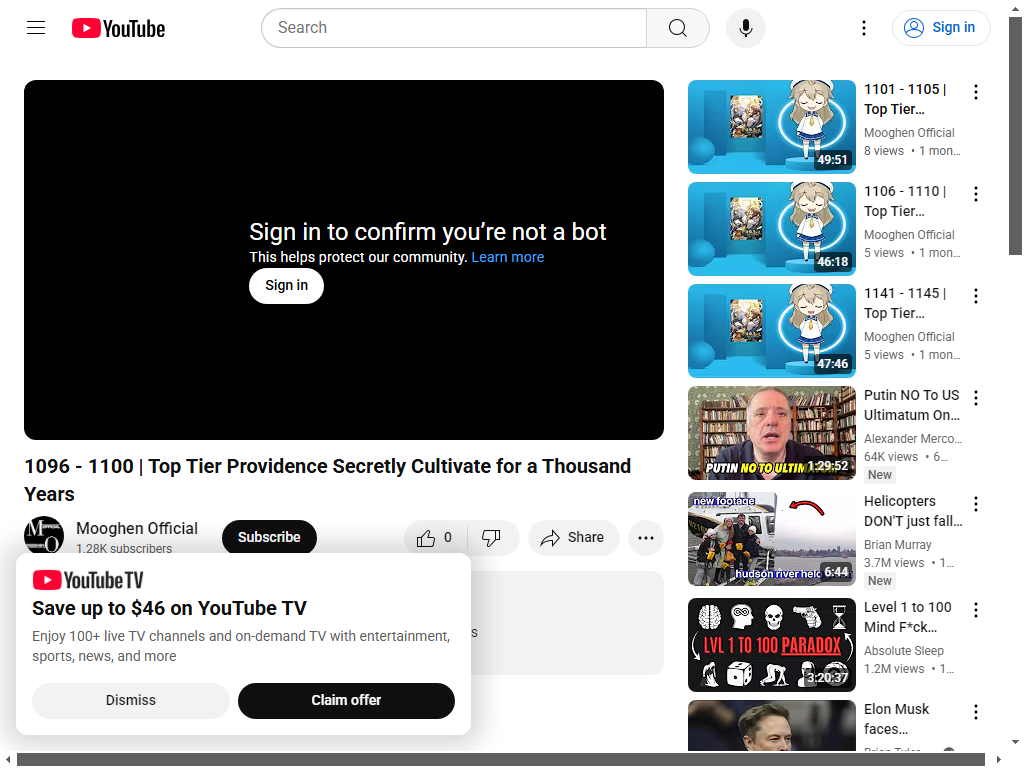 YouTube
Search
Sign in
Sign in to confirm you're not a bot
This helps protect our community. Learn more
Sign in
1096 - 1100 | Top Tier Providence Secretly Cultivate for a Thousand
Years
Mooghen Official
1.28K subscribers
Subscribe
0
Share
s
YouTube TV
Save up to $46 on YouTube TV
Enjoy 100+ live TV channels and on-demand TV with entertainment,
sports, news, and more
Dismiss
Claim offer
49:51
1101 - 1105 |
Top Tier...
Mooghen Official
8 views • 1 mon...
46:18
1106 - 1110 |
Top Tier...
Mooghen Official
5 views • 1 mon...
47:46
1141 - 1145 |
Top Tier...
Mooghen Official
5 views • 1 mon...
PUTIN NO TO ULTIM
1:29:52
Putin NO To US
Ultimatum On...
Alexander Merco...
64K views • 6...
New
new footage
hudson river helic
6:44
Helicopters
DON'T just fall...
Brian Murray
3.7M views • 1...
New
LVL 1 TO 100 PARADOX
3:20:37
Level 1 to 100
Mind F*ck...
Absolute Sleep
1.2M views • 1...
Elon Musk
faces...